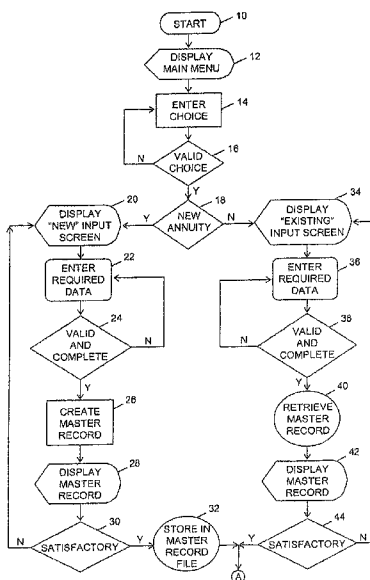 START
10
DISPLAY
MAIN MENU
12
ENTER
CHOICE
14
VALID
CHOICE
16
N
Y
NEW
ANNUITY
18
Y
N
DISPLAY
"NEW" INPUT
SCREEN
20
ENTER
REQUIRED
DATA
22
VALID
AND
COMPLETE
24
N
Y
CREATE
MASTER
RECORD
26
DISPLAY
MASTER
RECORD
28
SATISFACTORY
30
N
Y
STORE IN
MASTER
RECORD
FILE
32
DISPLAY
"EXISTING"
INPUT SCREEN
34
ENTER
REQUIRED
DATA
36
VALID
AND
COMPLETE
38
N
Y
RETRIEVE
MASTER
RECORD
40
DISPLAY
MASTER
RECORD
42
SATISFACTORY
44
Y
N
A